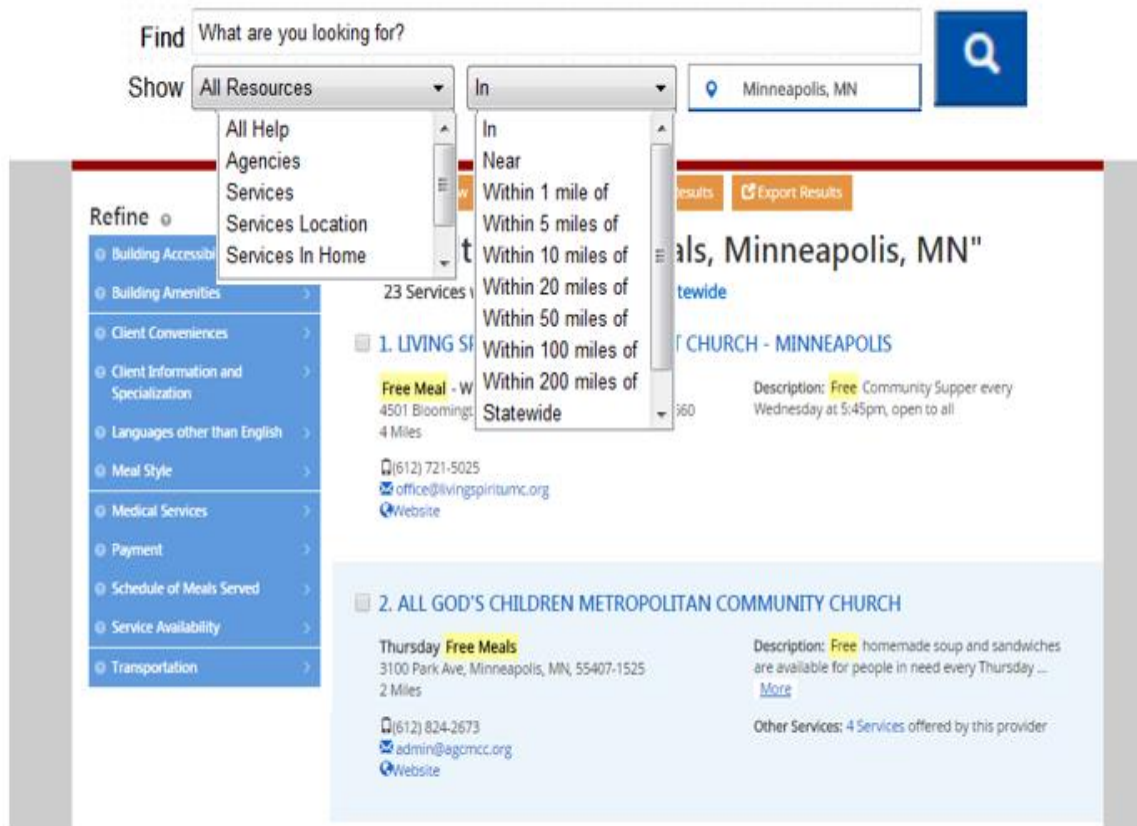 Find What are you looking for?
Show All Resources In Minneapolis, MN
All Help
Agencies
Services
Services Location
Services In Home
In
Near
Within 1 mile of
Within 5 miles of
Within 10 miles of
Within 20 miles of
Within 50 miles of
Within 100 miles of
Within 200 miles of
Statewide
Export Results
Refine
Building Amenities
Client Conveniences
Client Information and
Specialization
Languages other than English
Meal Style
Medical Services
Payment
Schedule of Meals Served
Service Availability
Transportation
Minneapolis, MN"
23 Services
1. LIVING CHURCH - MINNEAPOLIS
Free Meal -
4501
4 Miles
Description: Free Community Supper every
Wednesday at 5:45pm, open to all
(612) 721-5025
office@livingspiritumc.org
Website
2. ALL GOD'S CHILDREN METROPOLITAN COMMUNITY CHURCH
Thursday Free Meals
3100 Park Ave, Minneapolis, MN, 55407-1525
2 Miles
Description: Free homemade soup and sandwiches
are available for people in need every Thursday ...
More
(612) 824-2673
admin@agcmcc.org
Website
Other Services: 4 Services offered by this provider